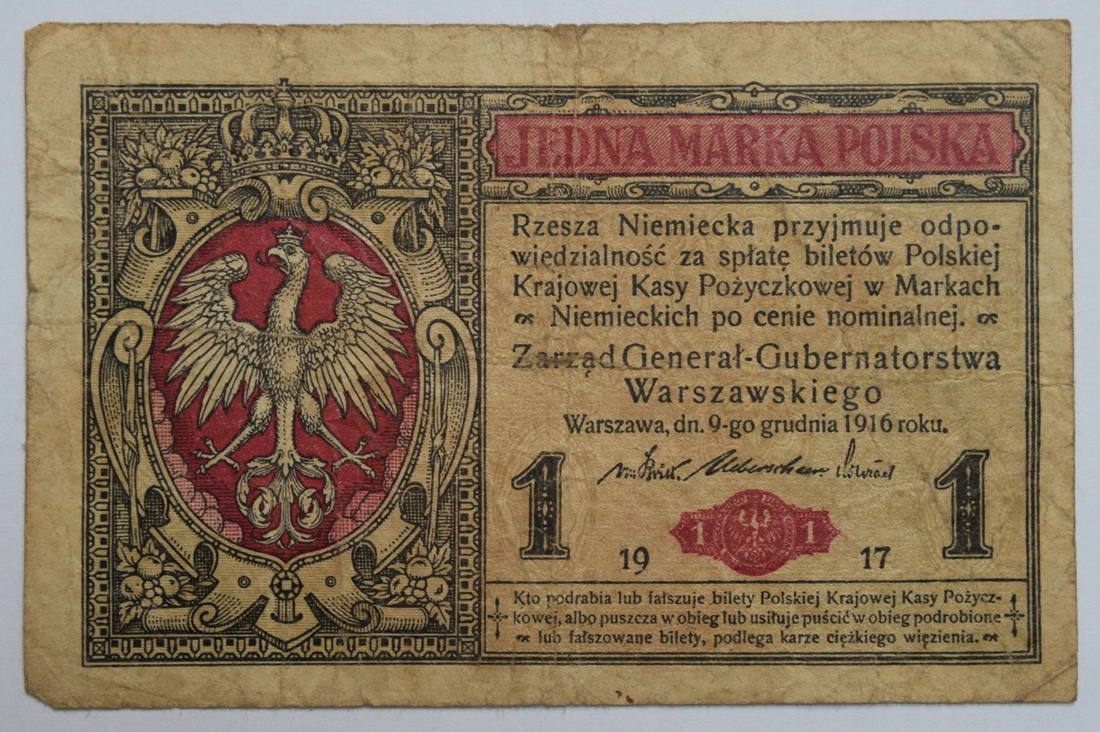 JEDNA MARKA POLSKA
Rzesza Niemiecka przyjmuje odpo-
wiedzialność za spłatę biletów Polskiej
Krajowej Kasy Pożyczkowej w Markach
Niemieckich po cenie nominalnej.
Zarząd Generał-Gubernatorstwa
Warszawskiego
Warszawa, dn. 9-go grudnia 1916 roku.
1 1
1 1
19 17
Kto podrabia lub fałszuje bilety Polskiej Krajowej Kasy Pożycz-
kowej, albo puszcza w obieg lub usiłuje puścić w obieg podrobione
lub fałszowane bilety, podlega karze ciężkiego więzienia.